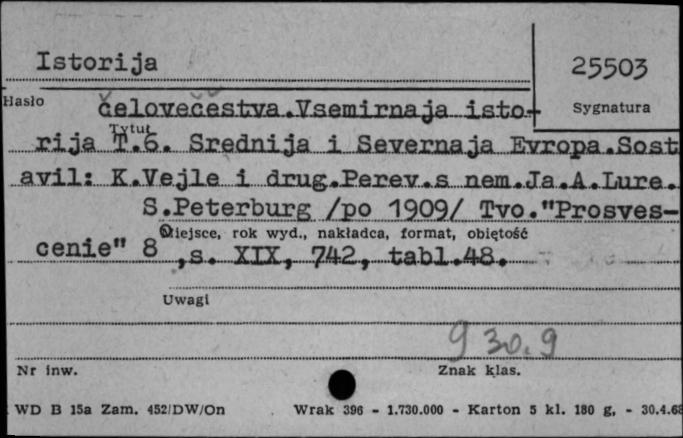 Istorija
25503
Hasło
čelovečestva.Vsemirnaja isto-
Sygnatura
Tytuł
rija T.6. Srednija i Severnaja Evropa.Sost
avil: K.Vejle i drug.Perev.s nem.Ja.A.Lure.
S.Peterburg /po 1909/ Tvo."Prosves-
Miejsce, rok wyd., nakładca, format, objętość
cenie" 8° ,s. XIX, 742, tabl.48.
Uwagi
930.9
Nr inw.
Znak klas.
WD B 15a Zam. 452/DW/On Wrak 396 - 1.730.000 - Karton 5 kl. 180 g, - 30.4.68